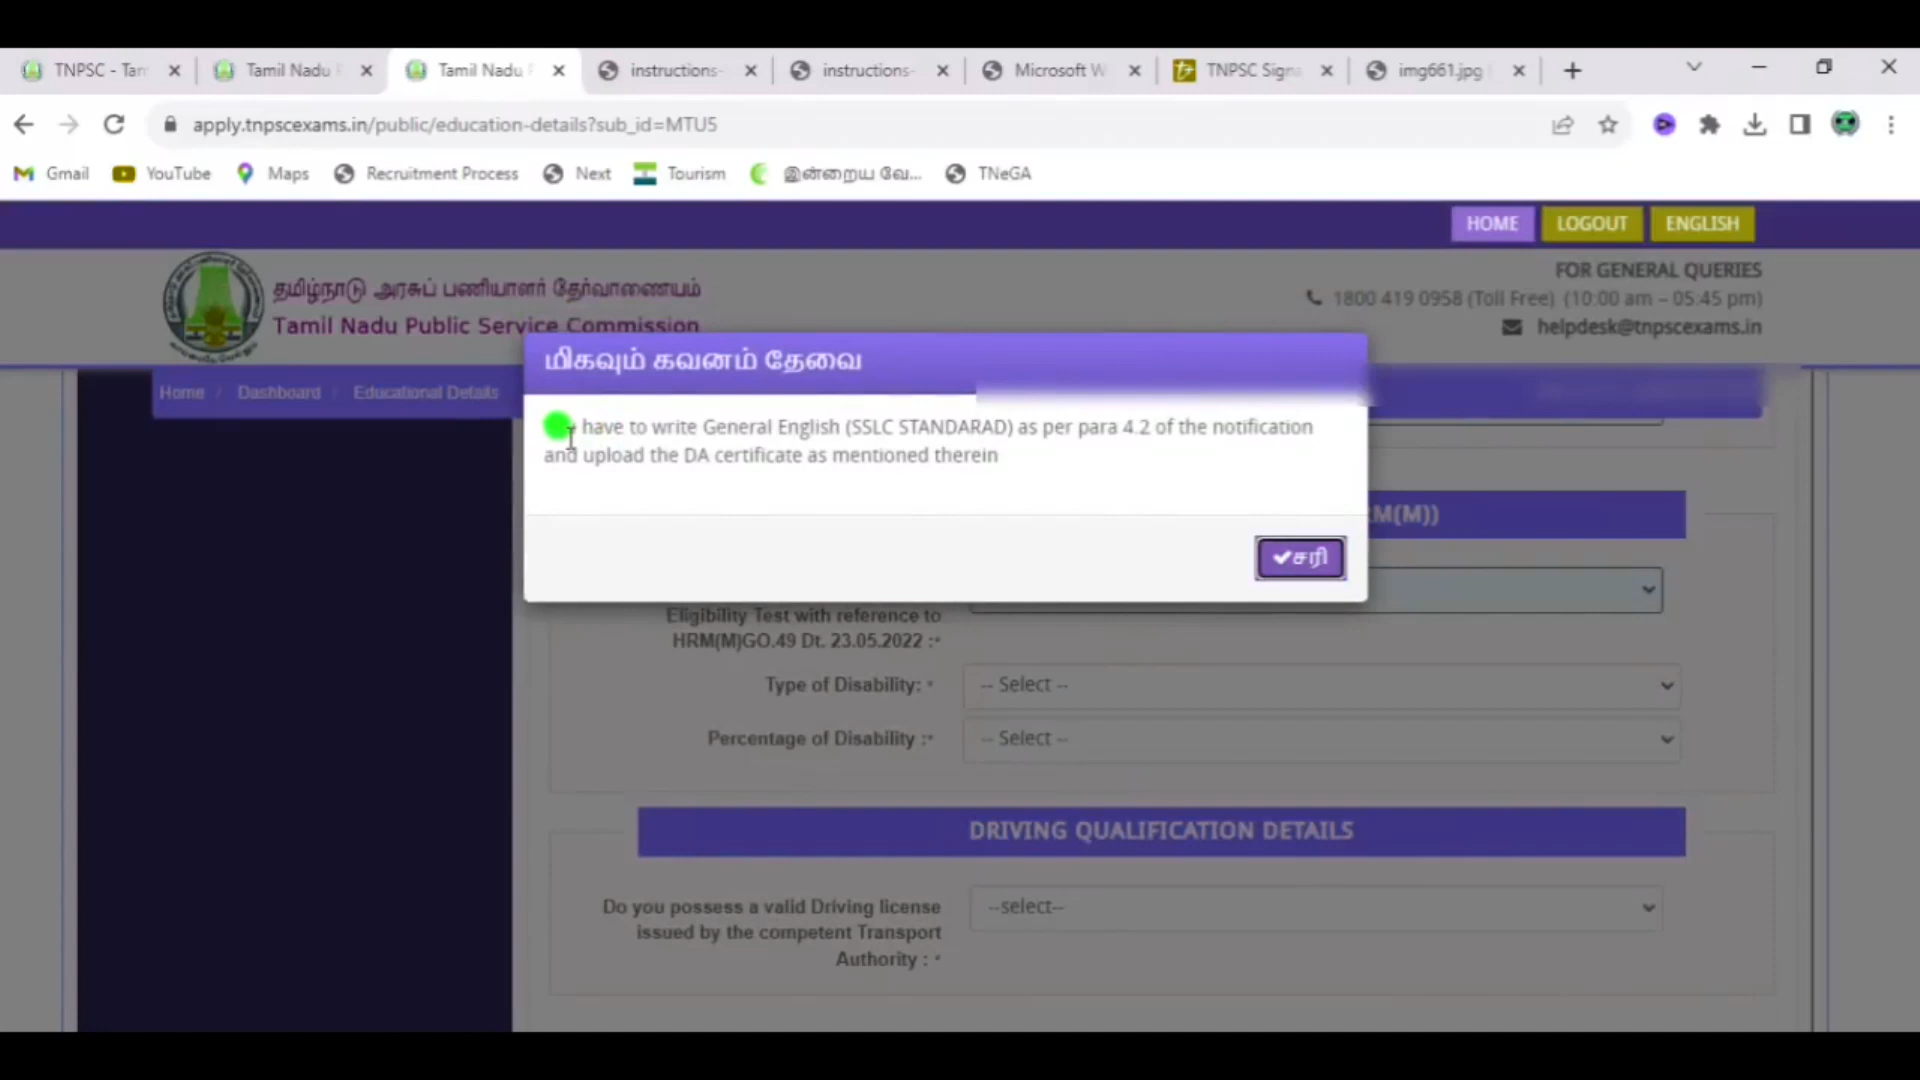 TNPSC - Tan
Tamil Nadu P
Tamil Nadu P
instructions-
instructions-
Microsoft W
TNPSC Signa
img661.jpg
apply.tnpscexams.in/public/education-details?sub_id=MTU5
Gmail
YouTube
Maps
Recruitment Process
Next
Tourism
இன்றைய வே...
TNeGA
HOME
LOGOUT
ENGLISH
தமிழ்நாடு அரசுப் பணியாளர் தேர்வாணையம்
Tamil Nadu Public Service Commission
FOR GENERAL QUERIES
1800 419 0958 (Toll Free) (10:00 am – 05:45 pm)
helpdesk@tnpscexams.in
Home / Dashboard / Educational Details
மிகவும் கவனம் தேவை
have to write General English (SSLC STANDARAD) as per para 4.2 of the notification
and upload the DA certificate as mentioned therein
சரி
M(M))
Eligibility Test with reference to
HRM(M)GO.49 Dt. 23.05.2022 :*
Type of Disability: *
-- Select --
Percentage of Disability :*
-- Select --
DRIVING QUALIFICATION DETAILS
Do you possess a valid Driving license
issued by the competent Transport
Authority : *
--select--